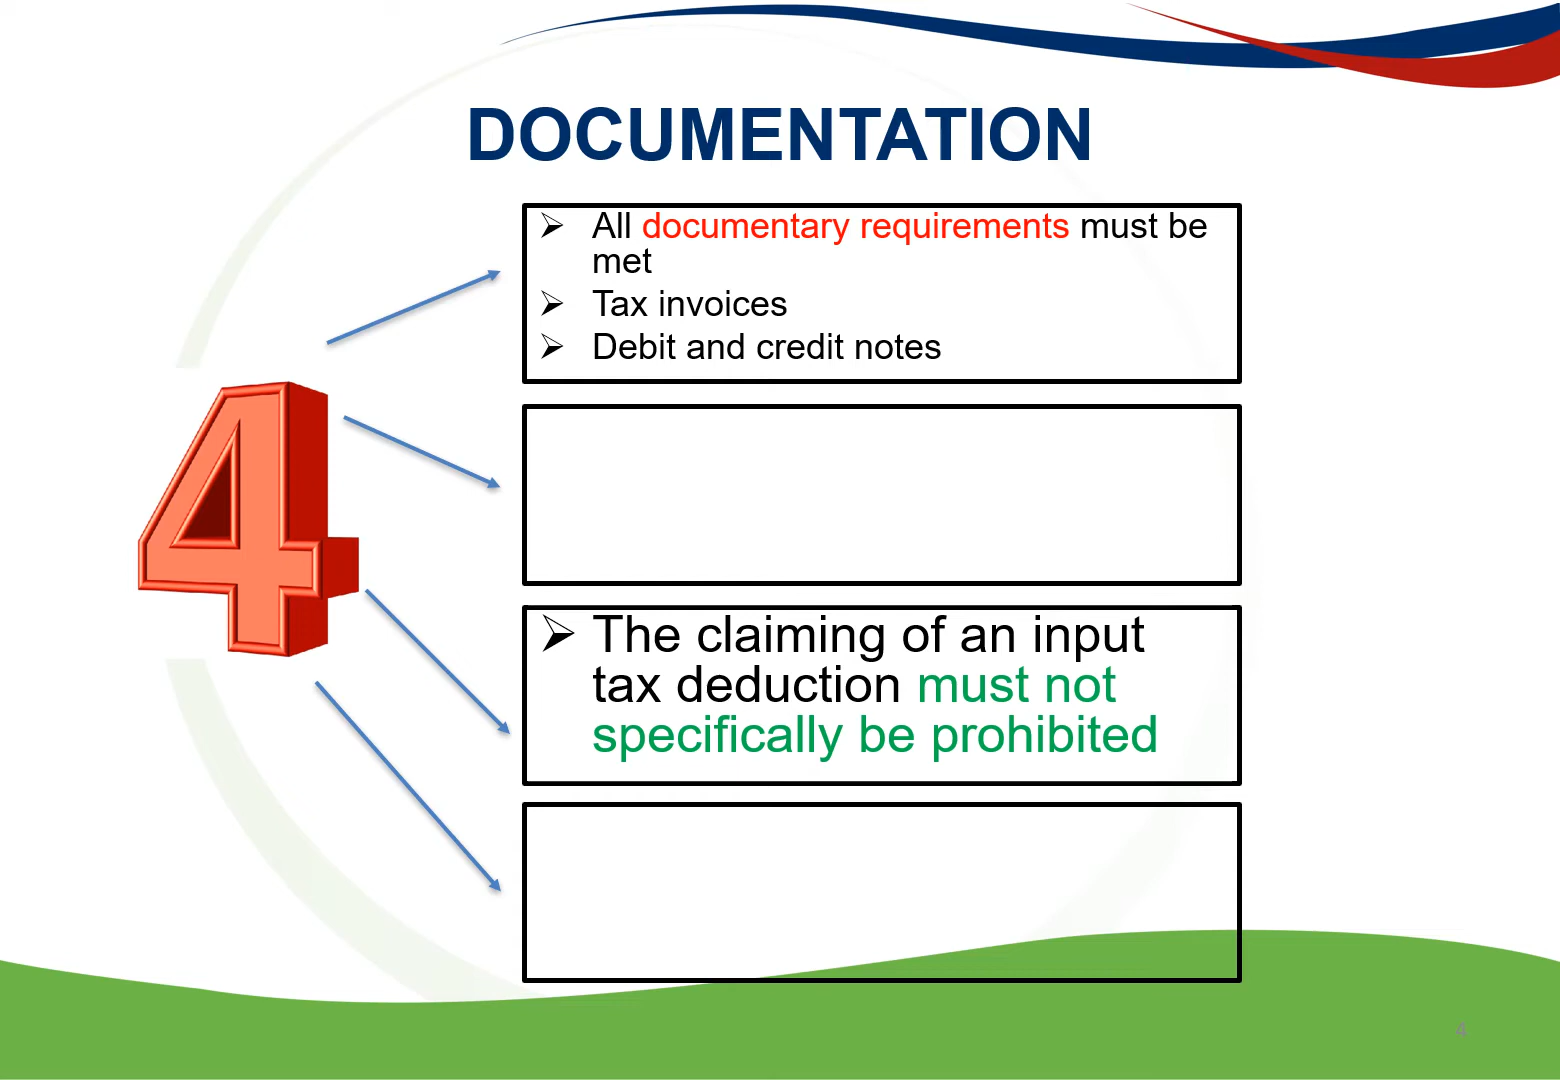 DOCUMENTATION
➢ All documentary requirements must be
met
➢ Tax invoices
➢ Debit and credit notes
4
➢ The claiming of an input
tax deduction must not
specifically be prohibited
4